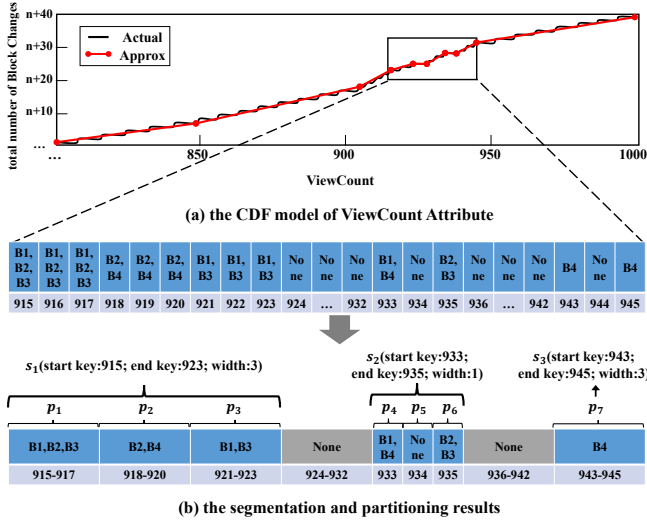 total number of Block Changes
n+40
n+30
n+20
n+10
...
Actual
Approx
... 850 900 950 1000
ViewCount
(a) the CDF model of ViewCount Attribute
B1, B1, B1, B2, B2, B2, B1, B1, B1, No ... No B1, No B2, No ... No B4 No B4
B2, B2, B2, B4 B4 B4 B3 B3 B3 ne ne B4 ne B3 ne ne ne
B3 B3 B3
915 916 917 918 919 920 921 922 923 924 ... 932 933 934 935 936 ... 942 943 944 945
s1(start key:915; end key:923; width:3)
s2(start key:933;
end key:935; width:1)
s3(start key:943;
end key:945; width:3)
p1 p2 p3 p4 p5 p6 p7
B1,B2,B3 B2,B4 B1,B3 None B1, No B2, None B4
B4 ne B3
915-917 918-920 921-923 924-932 933 934 935 936-942 943-945
(b) the segmentation and partitioning results